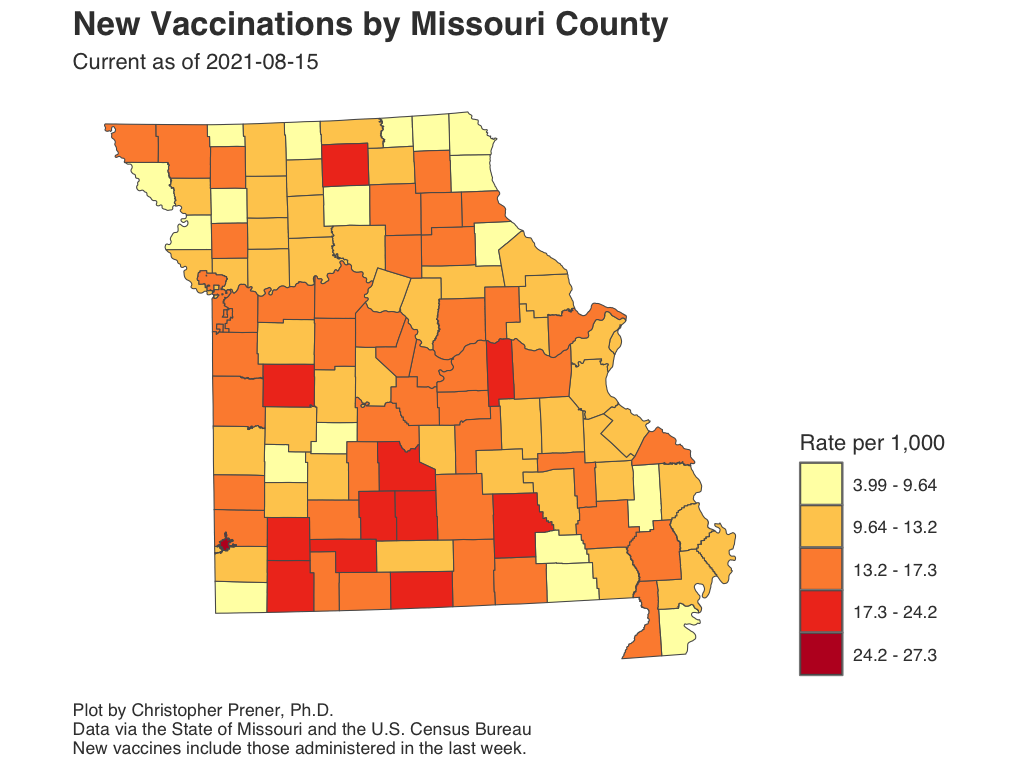 New Vaccinations by Missouri County
Current as of 2021-08-15
Rate per 1,000
3.99 - 9.64
9.64 - 13.2
13.2 - 17.3
17.3 - 24.2
24.2 - 27.3
Plot by Christopher Prener, Ph.D.
Data via the State of Missouri and the U.S. Census Bureau
New vaccines include those administered in the last week.